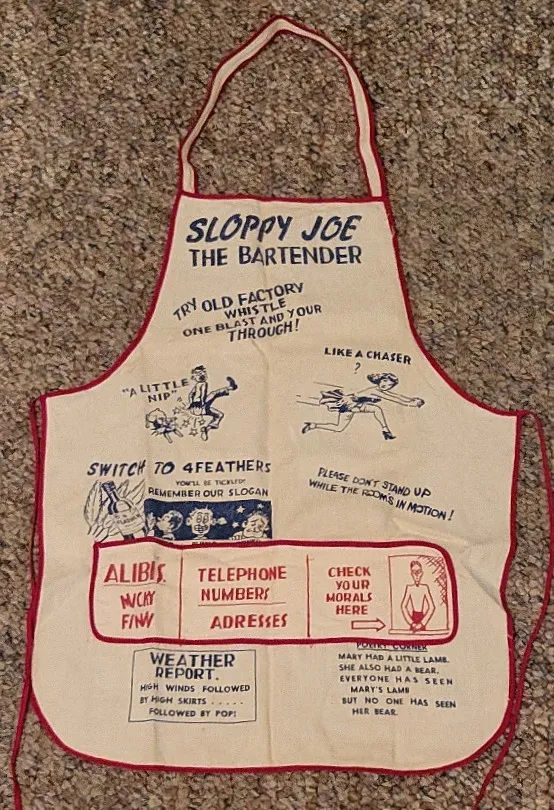 SLOPPY JOE
THE BARTENDER
TRY OLD FACTORY
WHISTLE
ONE BLAST AND YOUR
THROUGH!
LIKE A CHASER
?
"A LITTLE
NIP"
SWITCH TO 4 FEATHERS
YOU'LL BE TICKLED!
REMEMBER OUR SLOGAN
PLEASE DON'T STAND UP
WHILE THE ROOM'S IN MOTION!
ALIBIS.
TELEPHONE
NUMBERS
ADRESSES
CHECK
YOUR
MORALS
HERE
WEATHER
REPORT.
HIGH WINDS FOLLOWED
BY HIGH SKIRTS .....
FOLLOWED BY POP!
POETRY CORNER
MARY HAD A LITTLE LAMB.
SHE ALSO HAD A BEAR.
EVERYONE HAS SEEN
MARY'S LAMB
BUT NO ONE HAS SEEN
HER BEAR.